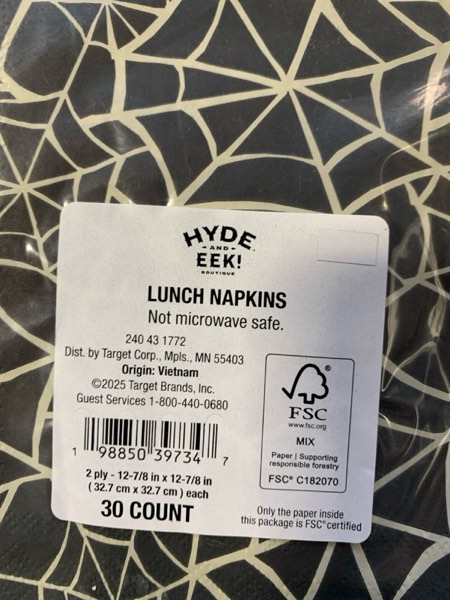 HYDE
AND
EEK!
BOUTIQUE
LUNCH NAPKINS
Not microwave safe.
240 43 1772
Dist. by Target Corp., Mpls., MN 55403
Origin: Vietnam
©2025 Target Brands, Inc.
Guest Services 1-800-440-0680
1 98850 39734 7
2 ply - 12-7/8 in x 12-7/8 in
( 32.7 cm x 32.7 cm ) each
30 COUNT
®
FSC
www.fsc.org
MIX
Paper | Supporting
responsible forestry
FSC® C182070
Only the paper inside
this package is FSC® certified